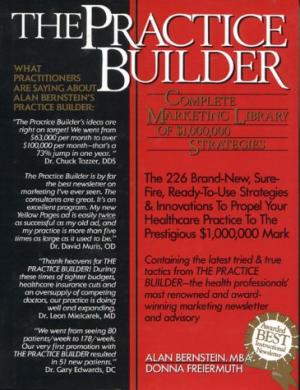 THE PRACTICE
BUILDER
WHAT
PRACTITIONERS
ARE SAYING ABOUT
ALAN BERNSTEIN'S
PRACTICE BUILDER:
"The Practice Builder's ideas are
right on target! We went from
$63,000 per month to over
$100,000 per month—that's a
73% jump in one year."
Dr. Chuck Tozzer, DDS
The Practice Builder is by far
the best newsletter on
marketing I've ever seen. The
consultants are great. It's an
excellent program. My new
Yellow Pages ad is easily twice
as successful as my old ad, and
my practice is more than five
times as large as it used to be."
Dr. David Muris, OD
"Thank heavens for THE
PRACTICE BUILDER! During
these times of tighter budgets,
healthcare insurance cuts and
an oversupply of competing
doctors, our practice is doing
well and expanding.
Dr. Leon Mielcarek, MD
"We went from seeing 80
patients/week to 178/week.
Our very first promotion with
THE PRACTICE BUILDER resulted
in 51 new patients."
Dr. Gary Edwards, DC
COMPLETE
MARKETING LIBRARY
OF $1,000,000
STRATEGIES
The 226 Brand-New, Sure-
Fire, Ready-To-Use Strategies
& Innovations To Propel Your
Healthcare Practice To The
Prestigious $1,000,000 Mark
Containing the latest tried & true
tactics from THE PRACTICE
BUILDER—the health professionals'
most renowned and award-
winning marketing newsletter
and advisory
Awarded
BEST
Instructional
Newsletter
ALAN BERNSTEIN, MBA
DONNA FREIERMUTH